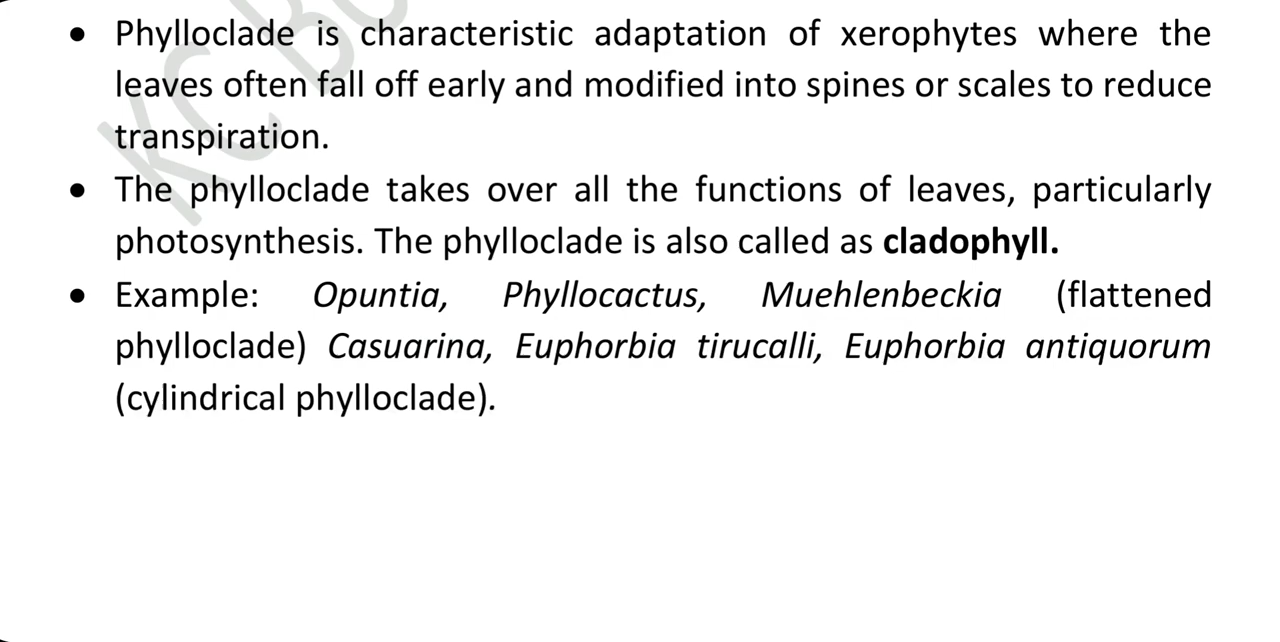 • Phylloclade is characteristic adaptation of xerophytes where the
leaves often fall off early and modified into spines or scales to reduce
transpiration.
• The phylloclade takes over all the functions of leaves, particularly
photosynthesis. The phylloclade is also called as cladophyll.
• Example: Opuntia, Phyllocactus, Muehlenbeckia (flattened
phylloclade) Casuarina, Euphorbia tirucalli, Euphorbia antiquorum
(cylindrical phylloclade).
KC